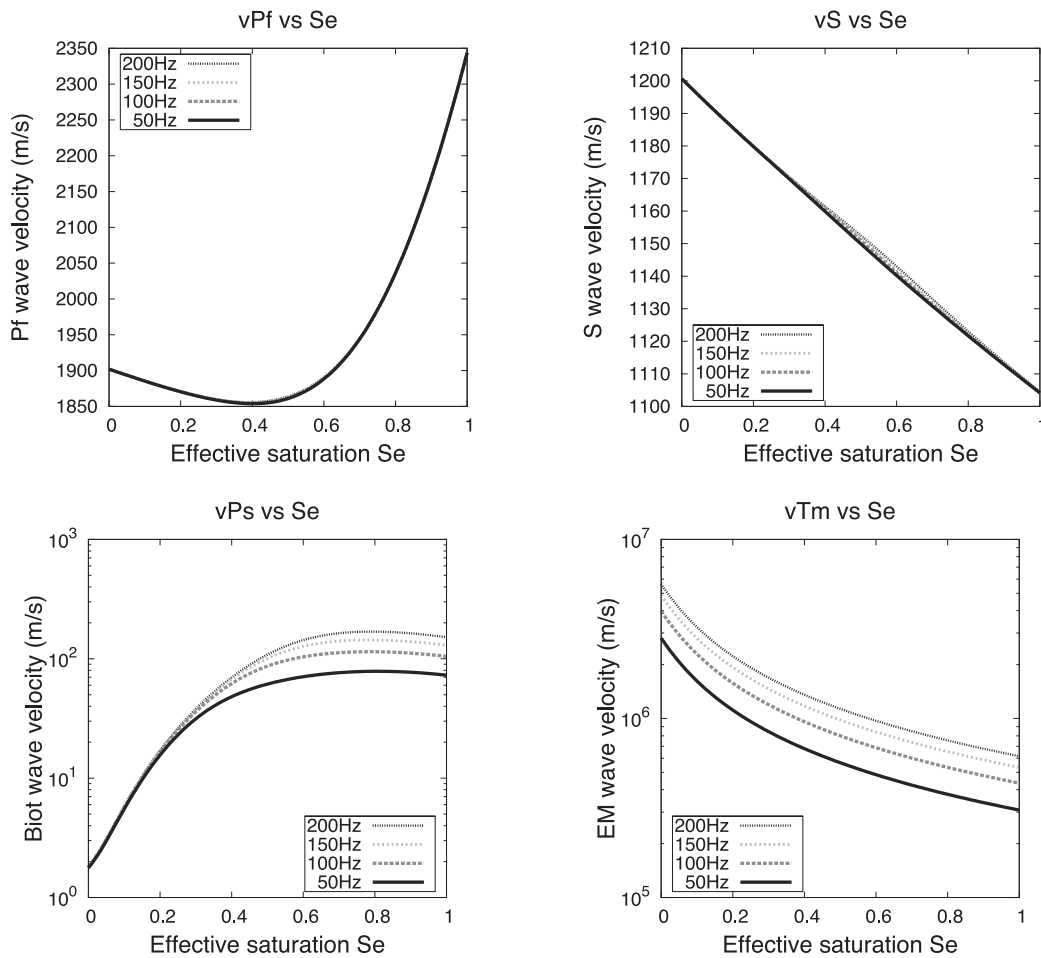 vPf vs Se
Pf wave velocity (m/s)
2350
2300
2250
2200
2150
2100
2050
2000
1950
1900
1850
200Hz
150Hz
100Hz
50Hz
0 0.2 0.4 0.6 0.8 1
Effective saturation Se
vS vs Se
S wave velocity (m/s)
1210
1200
1190
1180
1170
1160
1150
1140
1130
1120
1110
1100
200Hz
150Hz
100Hz
50Hz
0 0.2 0.4 0.6 0.8 1
Effective saturation Se
vPs vs Se
Biot wave velocity (m/s)
10³
10²
10¹
10⁰
200Hz
150Hz
100Hz
50Hz
0 0.2 0.4 0.6 0.8 1
Effective saturation Se
vTm vs Se
EM wave velocity (m/s)
10⁷
10⁶
10⁵
200Hz
150Hz
100Hz
50Hz
0 0.2 0.4 0.6 0.8 1
Effective saturation Se